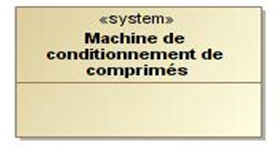 «system»
Machine de
conditionnement de
comprimés